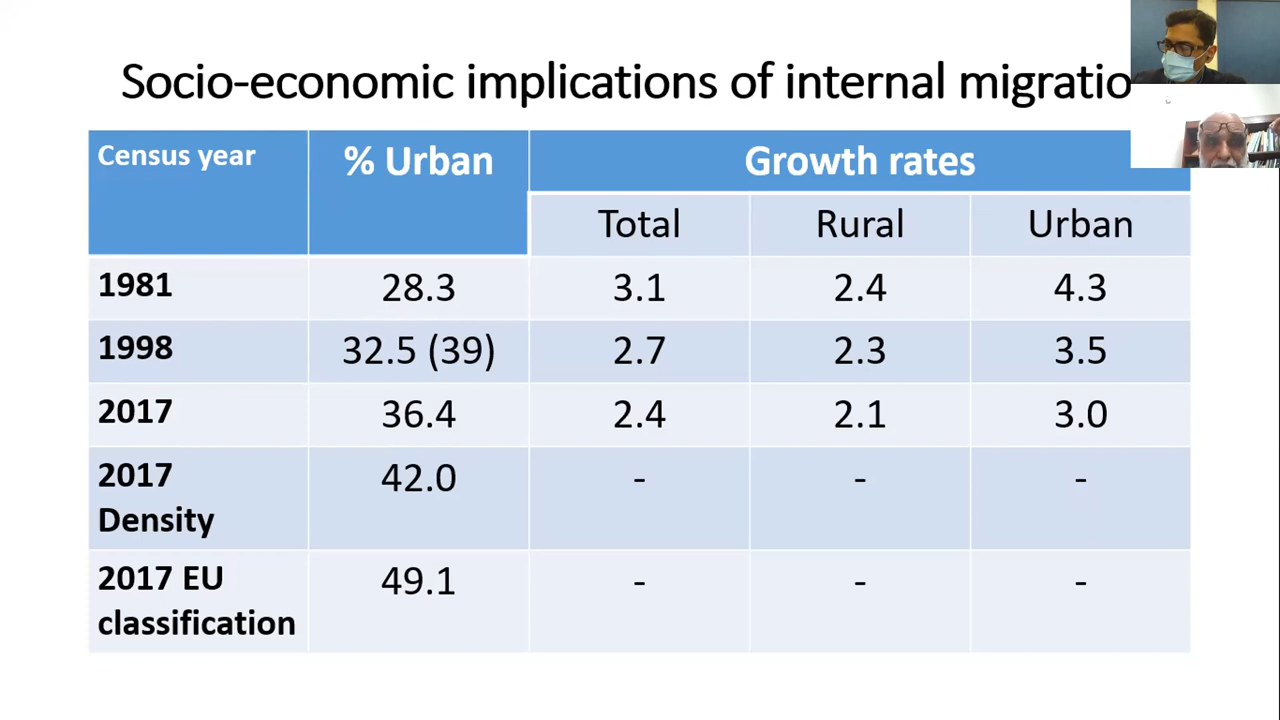 Socio-economic implications of internal migratio
Census year % Urban Growth rates
Total Rural Urban
1981 28.3 3.1 2.4 4.3
1998 32.5 (39) 2.7 2.3 3.5
2017 36.4 2.4 2.1 3.0
2017 42.0 - - -
Density
2017 EU 49.1 - - -
classification